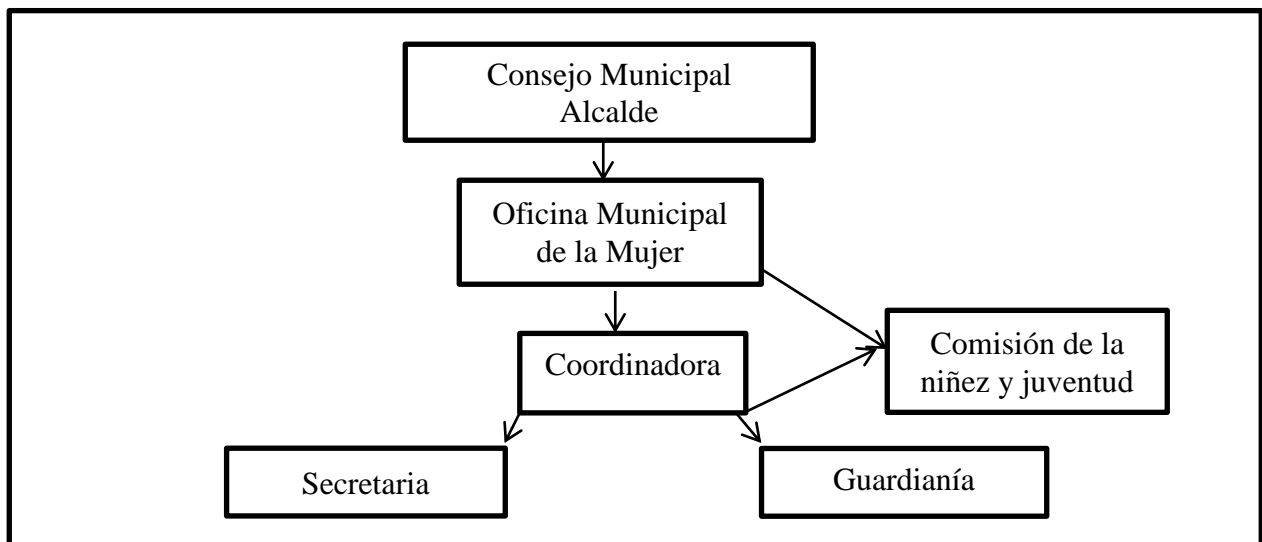 Consejo Municipal
Alcalde
Oficina Municipal
de la Mujer
Coordinadora
Comisión de la
niñez y juventud
Secretaria
Guardianía